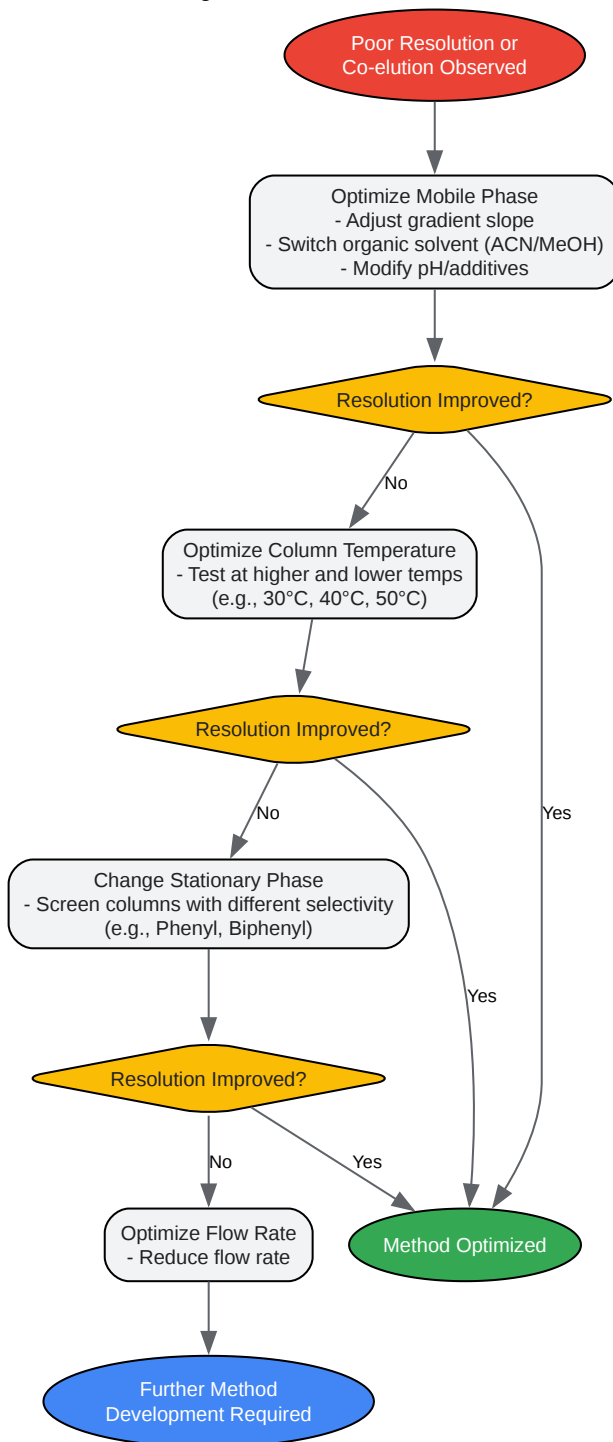 Poor Resolution or
Co-elution Observed
Optimize Mobile Phase
- Adjust gradient slope
- Switch organic solvent (ACN/MeOH)
- Modify pH/additives
Resolution Improved?
No
Optimize Column Temperature
- Test at higher and lower temps
(e.g., 30°C, 40°C, 50°C)
Resolution Improved?
Yes
No
Change Stationary Phase
- Screen columns with different selectivity
(e.g., Phenyl, Biphenyl)
Yes
Resolution Improved?
No
Yes
Optimize Flow Rate
- Reduce flow rate
Method Optimized
Further Method
Development Required